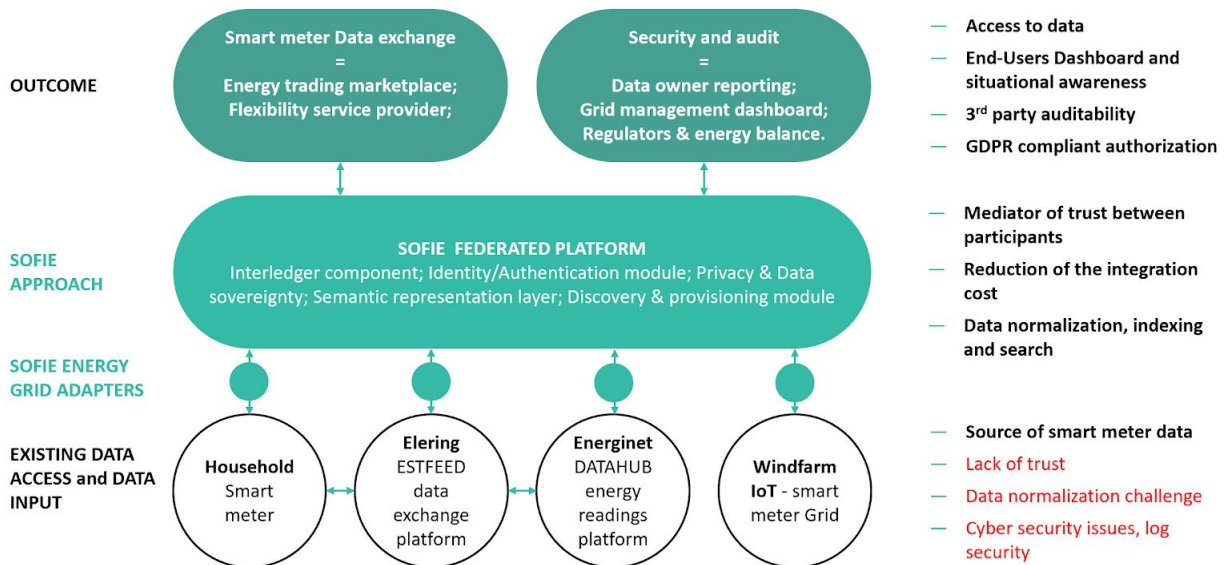 OUTCOME
Smart meter Data exchange
=
Energy trading marketplace;
Flexibility service provider;
Security and audit
=
Data owner reporting;
Grid management dashboard;
Regulators & energy balance.
— Access to data
— End-Users Dashboard and
situational awareness
— 3rd party auditability
— GDPR compliant authorization
SOFIE
APPROACH
SOFIE FEDERATED PLATFORM
Interledger component; Identity/Authentication module; Privacy & Data
sovereignty; Semantic representation layer; Discovery & provisioning module
— Mediator of trust between
participants
— Reduction of the integration
cost
— Data normalization, indexing
and search
SOFIE ENERGY
GRID ADAPTERS
EXISTING DATA
ACCESS and DATA
INPUT
Household
Smart
meter
Elering
ESTFEED
data
exchange
platform
Energinet
DATAHUB
energy
readings
platform
Windfarm
IoT - smart
meter Grid
— Source of smart meter data
— Lack of trust
— Data normalization challenge
— Cyber security issues, log
security